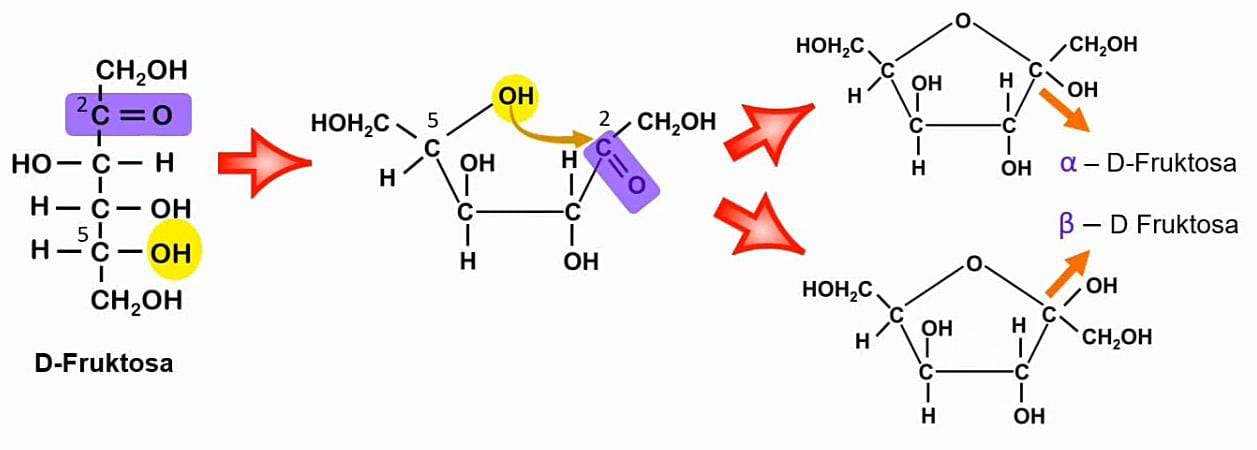 CH₂OH
2 C = O
HO — C — H
H — C — OH
5
H — C — OH
CH₂OH
D-Fruktosa
OH
HOH₂C 5 2 CH₂OH
C C
H OH H O
C C
H OH
O
HOH₂C CH₂OH
C C
H OH H OH
C C
H OH
α – D-Fruktosa
β – D Fruktosa
O
HOH₂C OH
C C
H OH H CH₂OH
C C
H OH